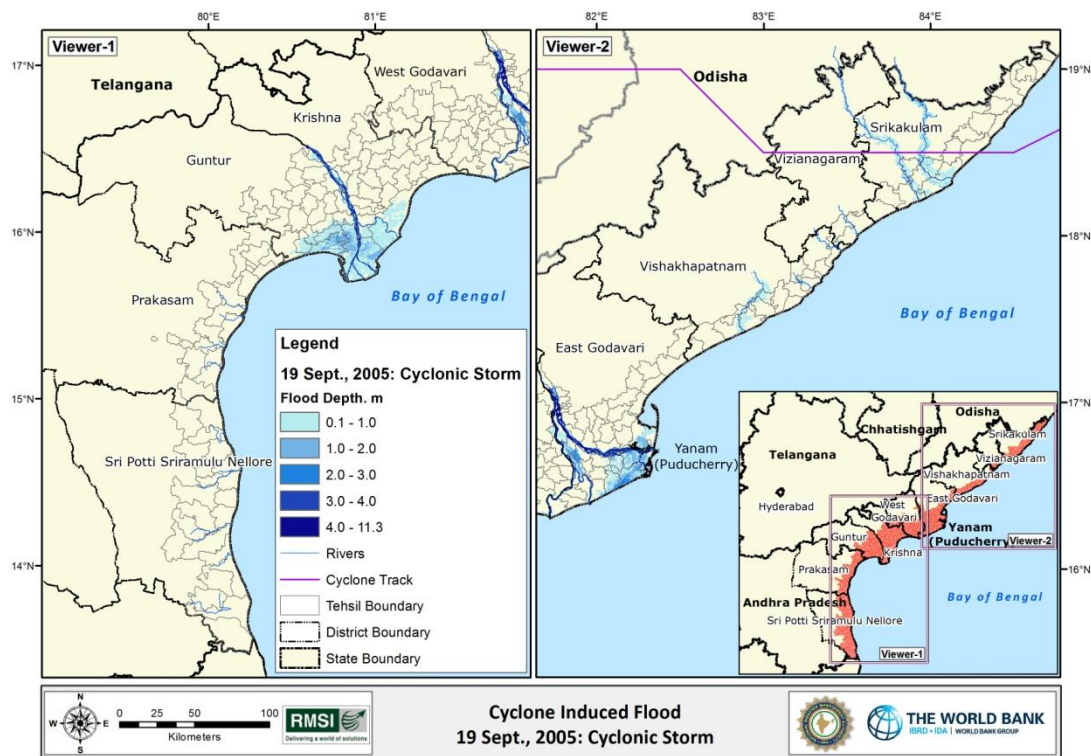 80°E
81°E
Viewer-1
17°N
16°N
15°N
14°N
Telangana
West Godavari
Krishna
Guntur
Prakasam
Bay of Bengal
Sri Potti Sriramulu Nellore
Legend
19 Sept., 2005: Cyclonic Storm
Flood Depth. m
0.1 - 1.0
1.0 - 2.0
2.0 - 3.0
3.0 - 4.0
4.0 - 11.3
Rivers
Cyclone Track
Tehsil Boundary
District Boundary
State Boundary
82°E
83°E
84°E
Viewer-2
19°N
18°N
17°N
16°N
Odisha
Srikakulam
Vizianagaram
Vishakhapatnam
Bay of Bengal
East Godavari
Yanam
(Puducherry)
Odisha
Chhatishgarh
Srikakulam
Telangana
Vizianagaram
Vishakhapatnam
East Godavari
Hyderabad
West
Godavari
Yanam
(Puducherry)
Viewer-2
Guntur
Krishna
Prakasam
Bay of Bengal
Andhra Pradesh
Sri Potti Sriramulu Nellore
Viewer-1
N
W
E
S
0 25 50 100
Kilometers
RMSI
Delivering a world of solutions
Cyclone Induced Flood
19 Sept., 2005: Cyclonic Storm
THE WORLD BANK
IBRD • IDA | WORLD BANK GROUP